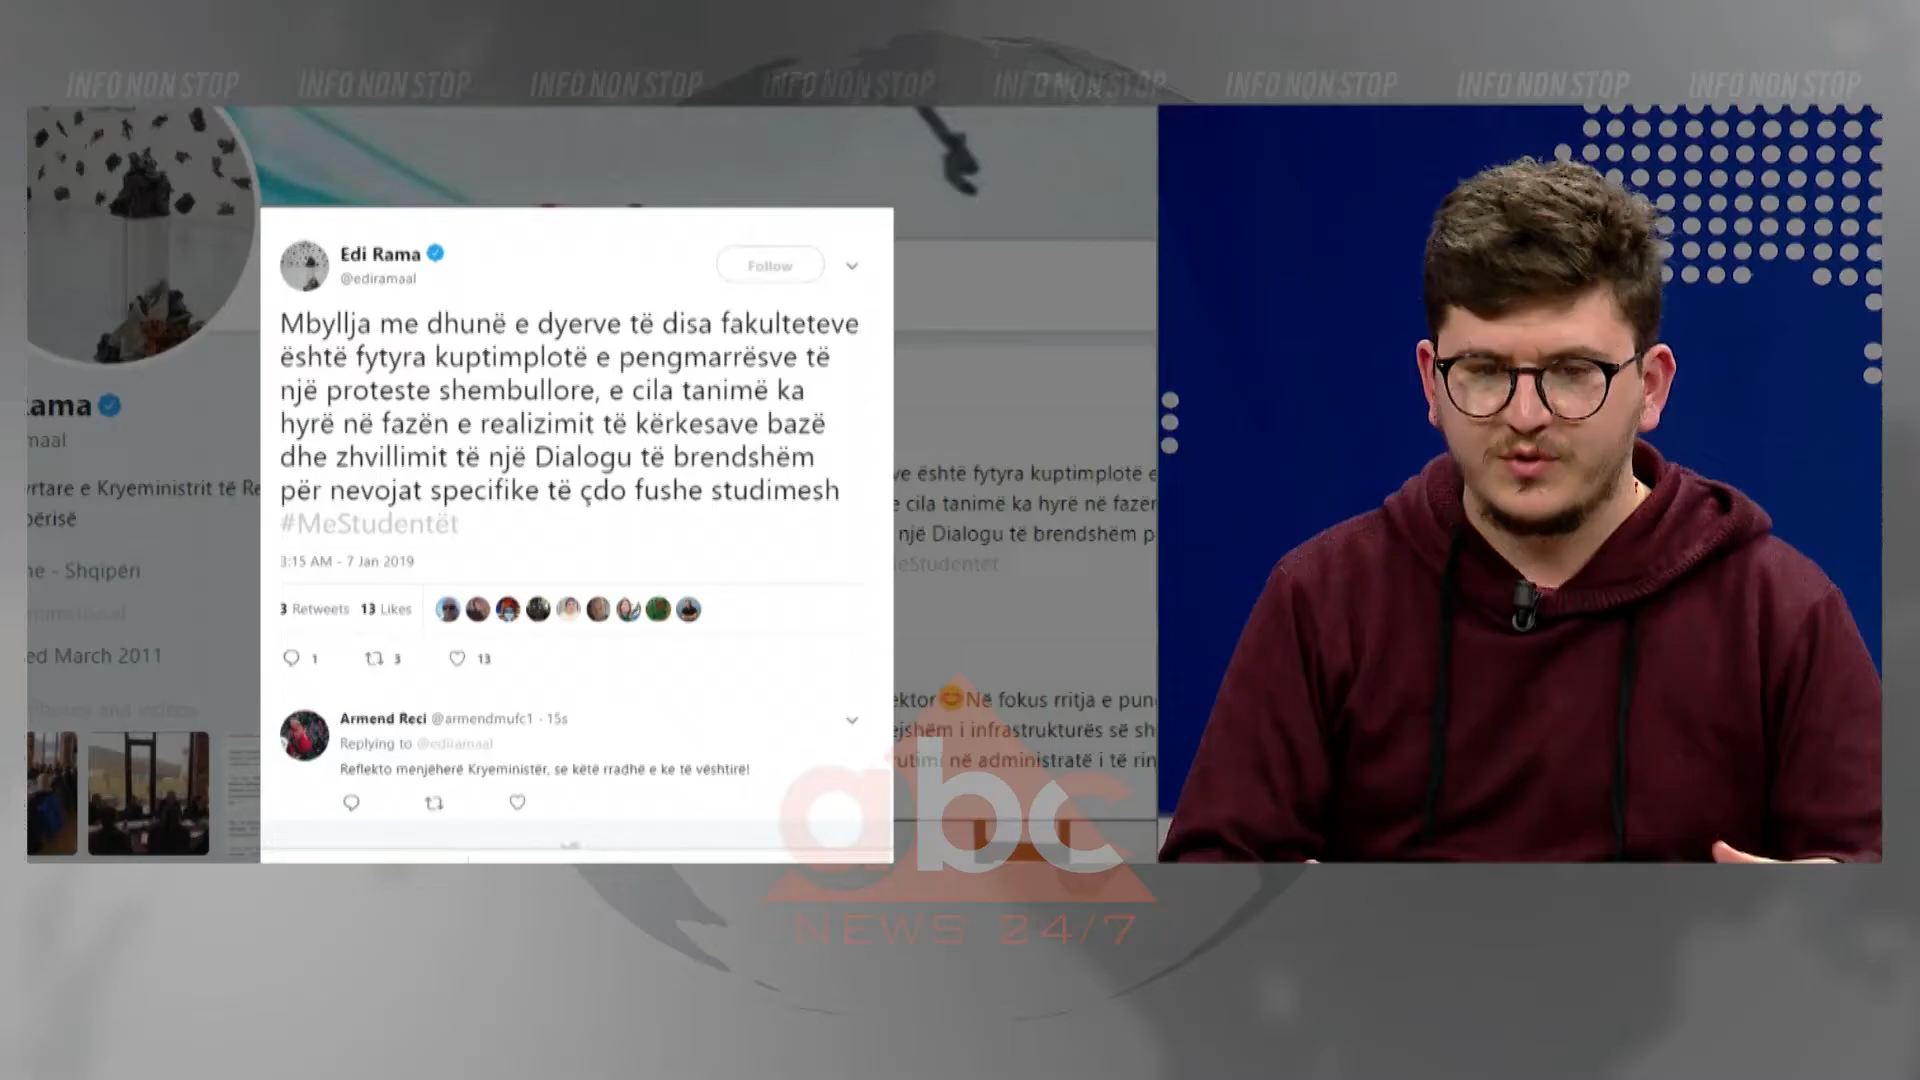 INFO NON STOP INFO NON STOP INFO NON STOP INFO NON STOP INFO NON STOP INFO NON STOP INFO NON STOP INFO NON STOP
Edi Rama
@ediramaal
Follow
Mbyllja me dhunë e dyerve të disa fakulteteve
është fytyra kuptimplotë e pengmarrësve të
një proteste shembullore, e cila tanimë ka
hyrë në fazën e realizimit të kërkesave bazë
dhe zhvillimit të një Dialogu të brendshëm
për nevojat specifike të çdo fushe studimesh
#MeStudentët
3:15 AM - 7 Jan 2019
3 Retweets 13 Likes
1 3 13
Armend Reci @armendmufc1 · 15s
Replying to @ediramaal
Reflekto menjëherë Kryeministër, se këtë rradhë e ke të vështirë!
ama
maal
rtare e Kryeministrit të Re
përisë
ne - Shqipëri
ed March 2011
ve është fytyra kuptimplotë e
e cila tanimë ka hyrë në fazër
një Dialogu të brendshëm p
eStudentët
ektor Në fokus rritja e pun
ejshëm i infrastrukturës së sh
rutimi në administratë i të rin
abc
NEWS 24/7